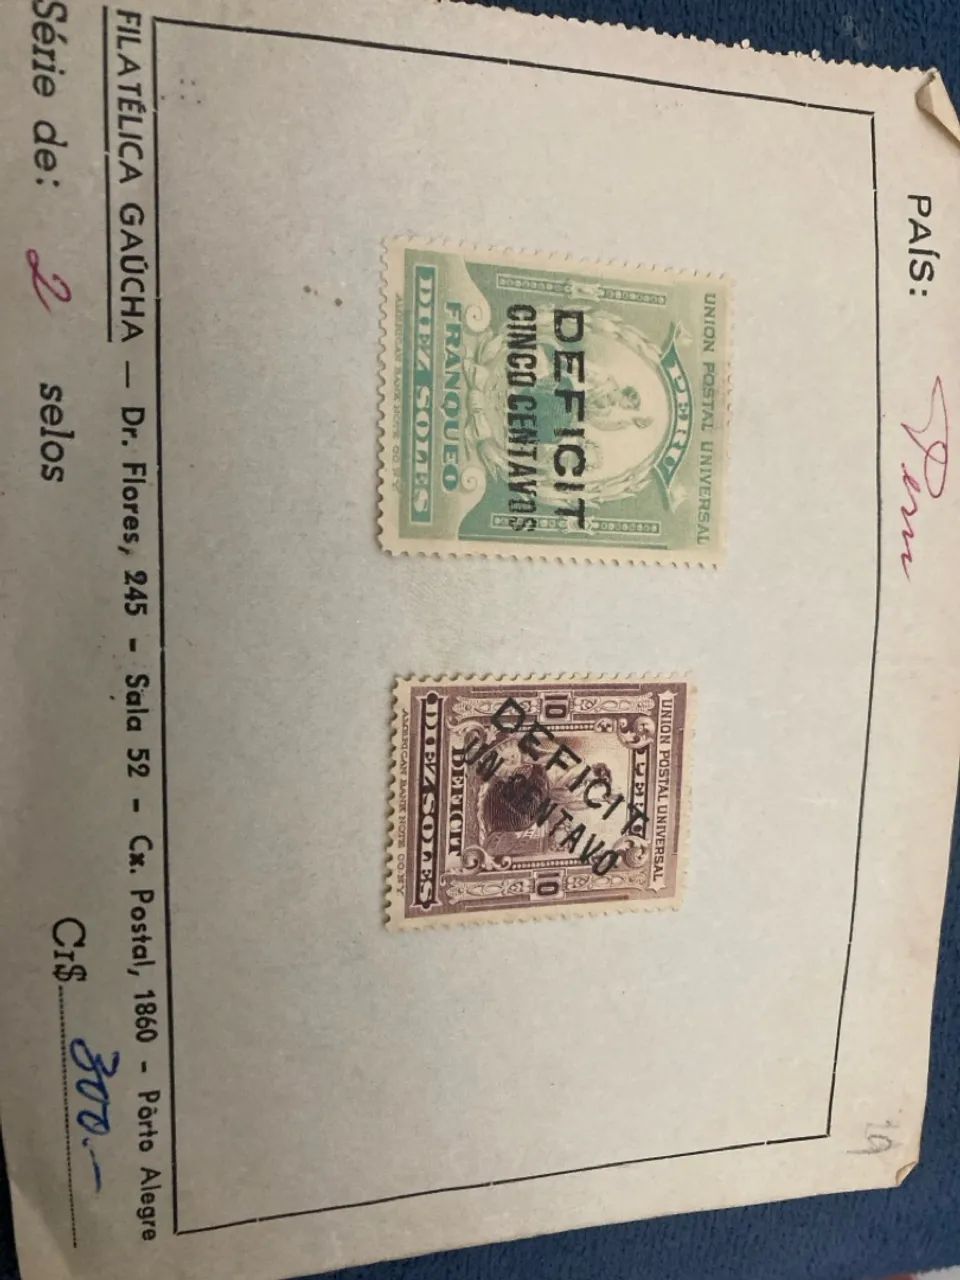 PAÍS: Peru
UNION POSTAL UNIVERSAL
PERU
DEFICIT
CINCO CENTAVOS
FRANQUEO
DIEZ SOLES
AMERICAN BANK NOTE CO. N.Y.
UNION POSTAL UNIVERSAL
PERU
10 10
DEFICIT
UN CENTAVO
DEFICIT
DIEZ SOLES
AMERICAN BANK NOTE CO. N.Y.
FILATÉLICA GAÚCHA — Dr. Flores, 245 - Sala 52 - Cx. Postal, 1860 - Pôrto Alegre
Série de: 2 selos Cr$ 300.—